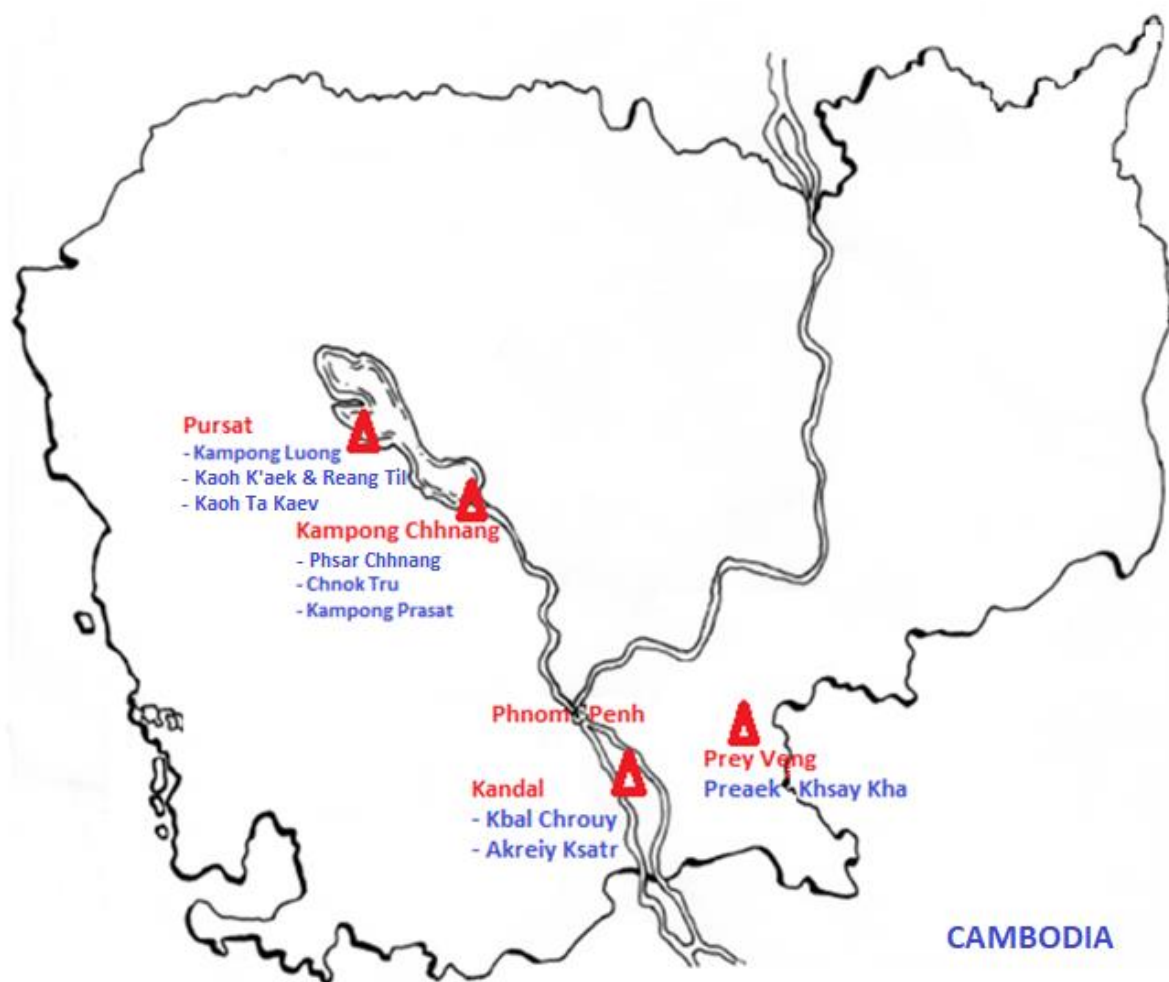 Pursat
- Kampong Luong
- Kaoh K'aek & Reang Til
- Kaoh Ta Kaev
Kampong Chhnang
- Phsar Chhnang
- Chnok Tru
- Kampong Prasat
Phnom Penh
Kandal
- Kbal Chrouy
- Akreiy Ksatr
Prey Veng
Preaek Khsay Kha
CAMBODIA